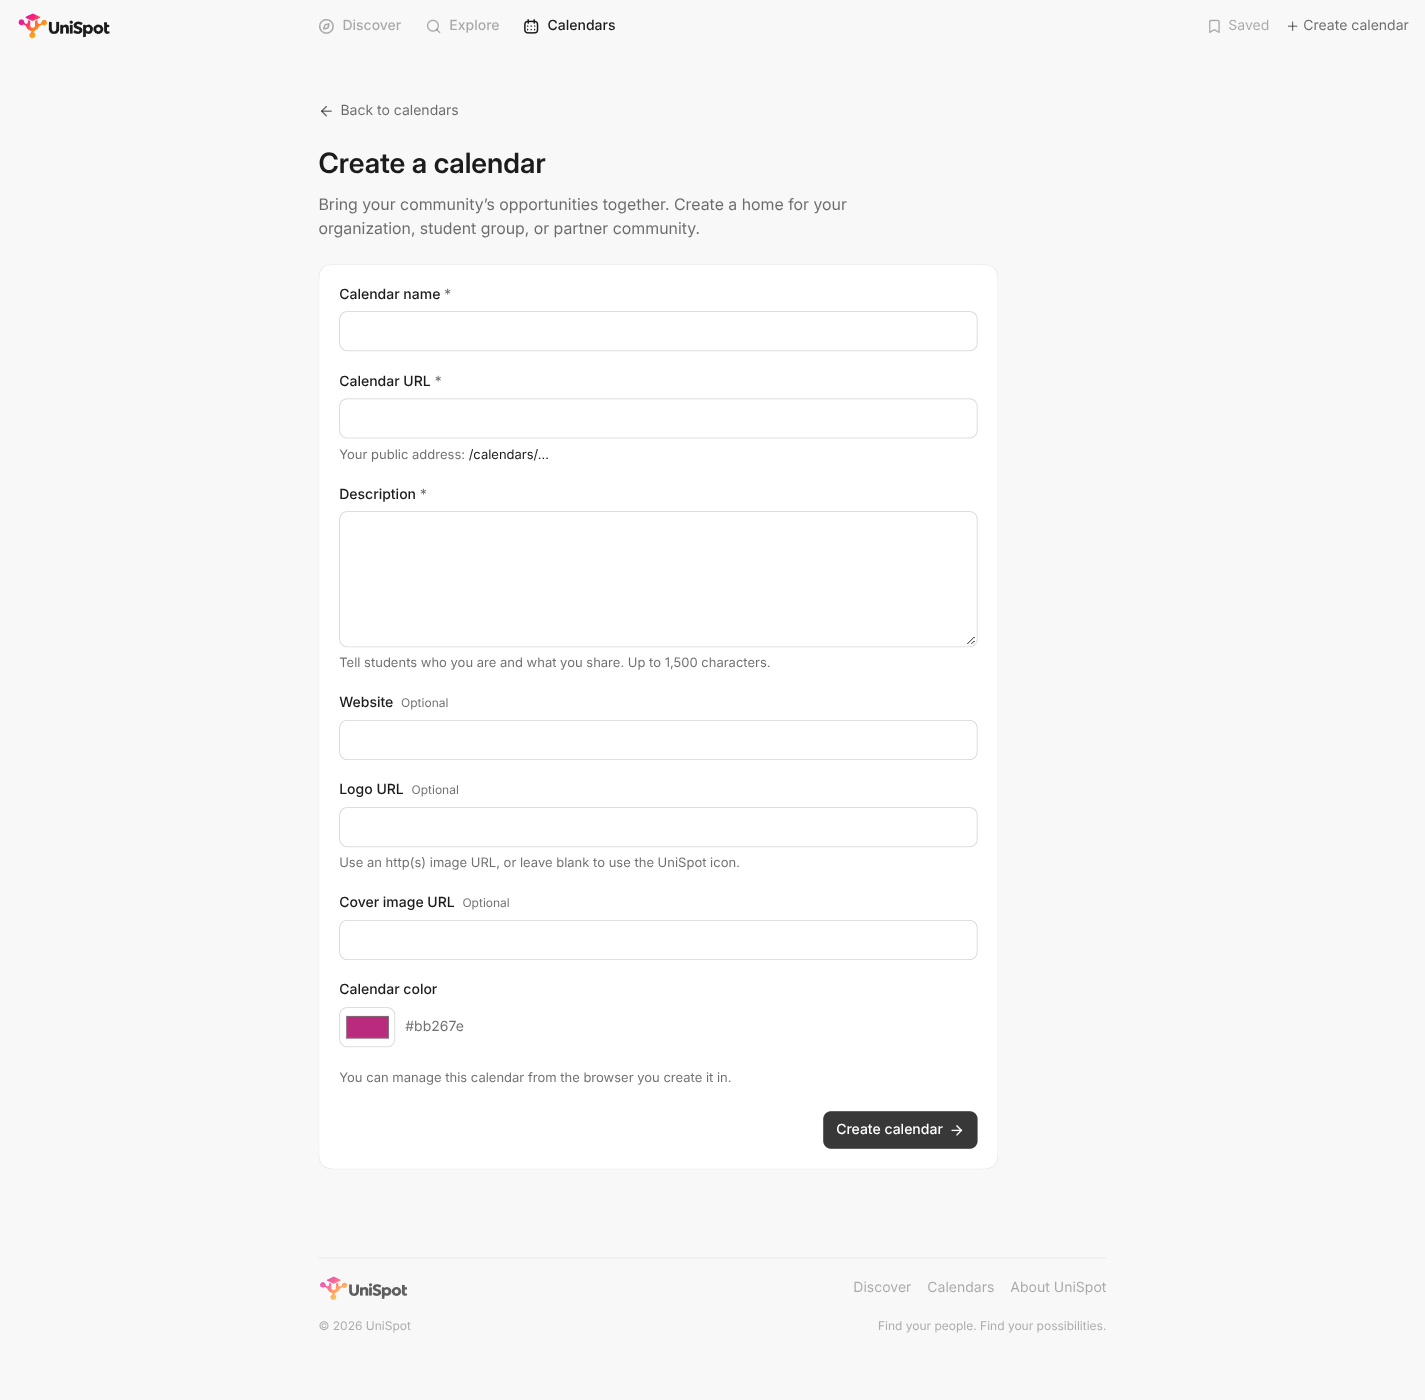 UniSpot
Discover
Explore
Calendars
Saved
Create calendar
Back to calendars
Create a calendar
Bring your community’s opportunities together. Create a home for your
organization, student group, or partner community.
Calendar name *
Calendar URL *
Your public address: /calendars/...
Description *
Tell students who you are and what you share. Up to 1,500 characters.
Website Optional
Logo URL Optional
Use an http(s) image URL, or leave blank to use the UniSpot icon.
Cover image URL Optional
Calendar color
#bb267e
You can manage this calendar from the browser you create it in.
Create calendar
UniSpot
Discover
Calendars
About UniSpot
© 2026 UniSpot
Find your people. Find your possibilities.